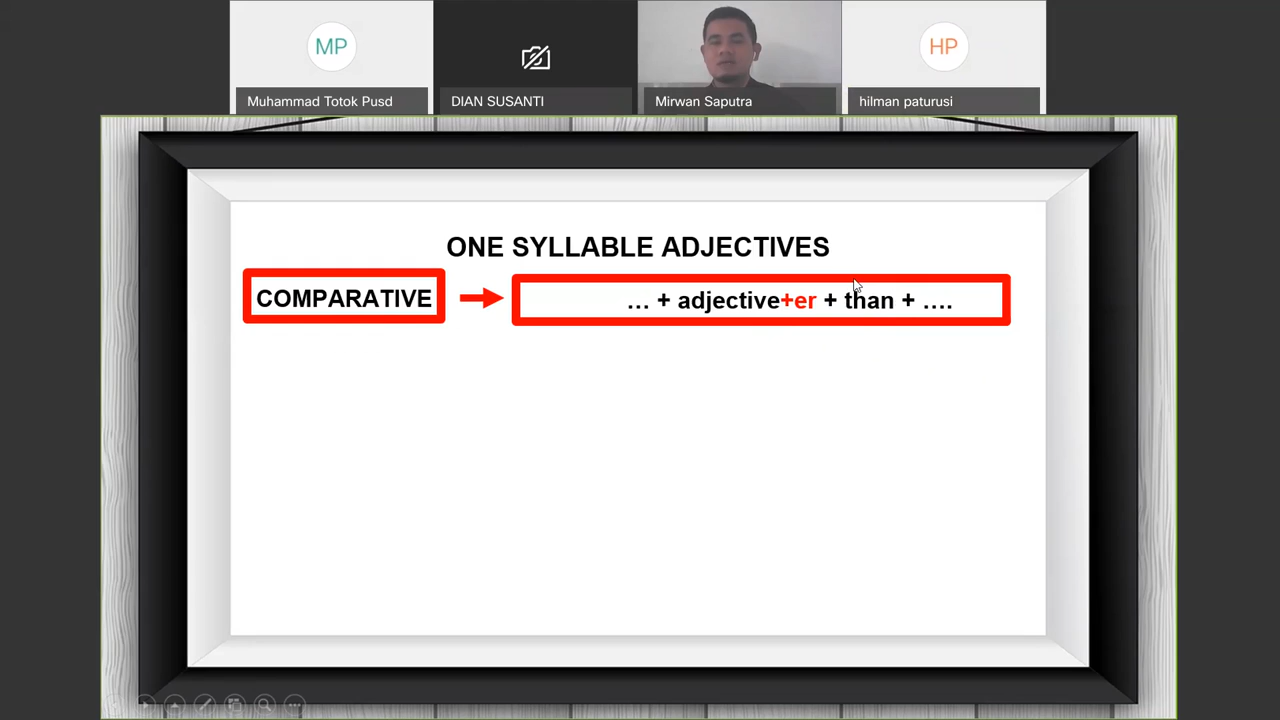 MP
HP
Muhammad Totok Pusd
DIAN SUSANTI
Mirwan Saputra
hilman paturusi
ONE SYLLABLE ADJECTIVES
COMPARATIVE
… + adjective+er + than + ….